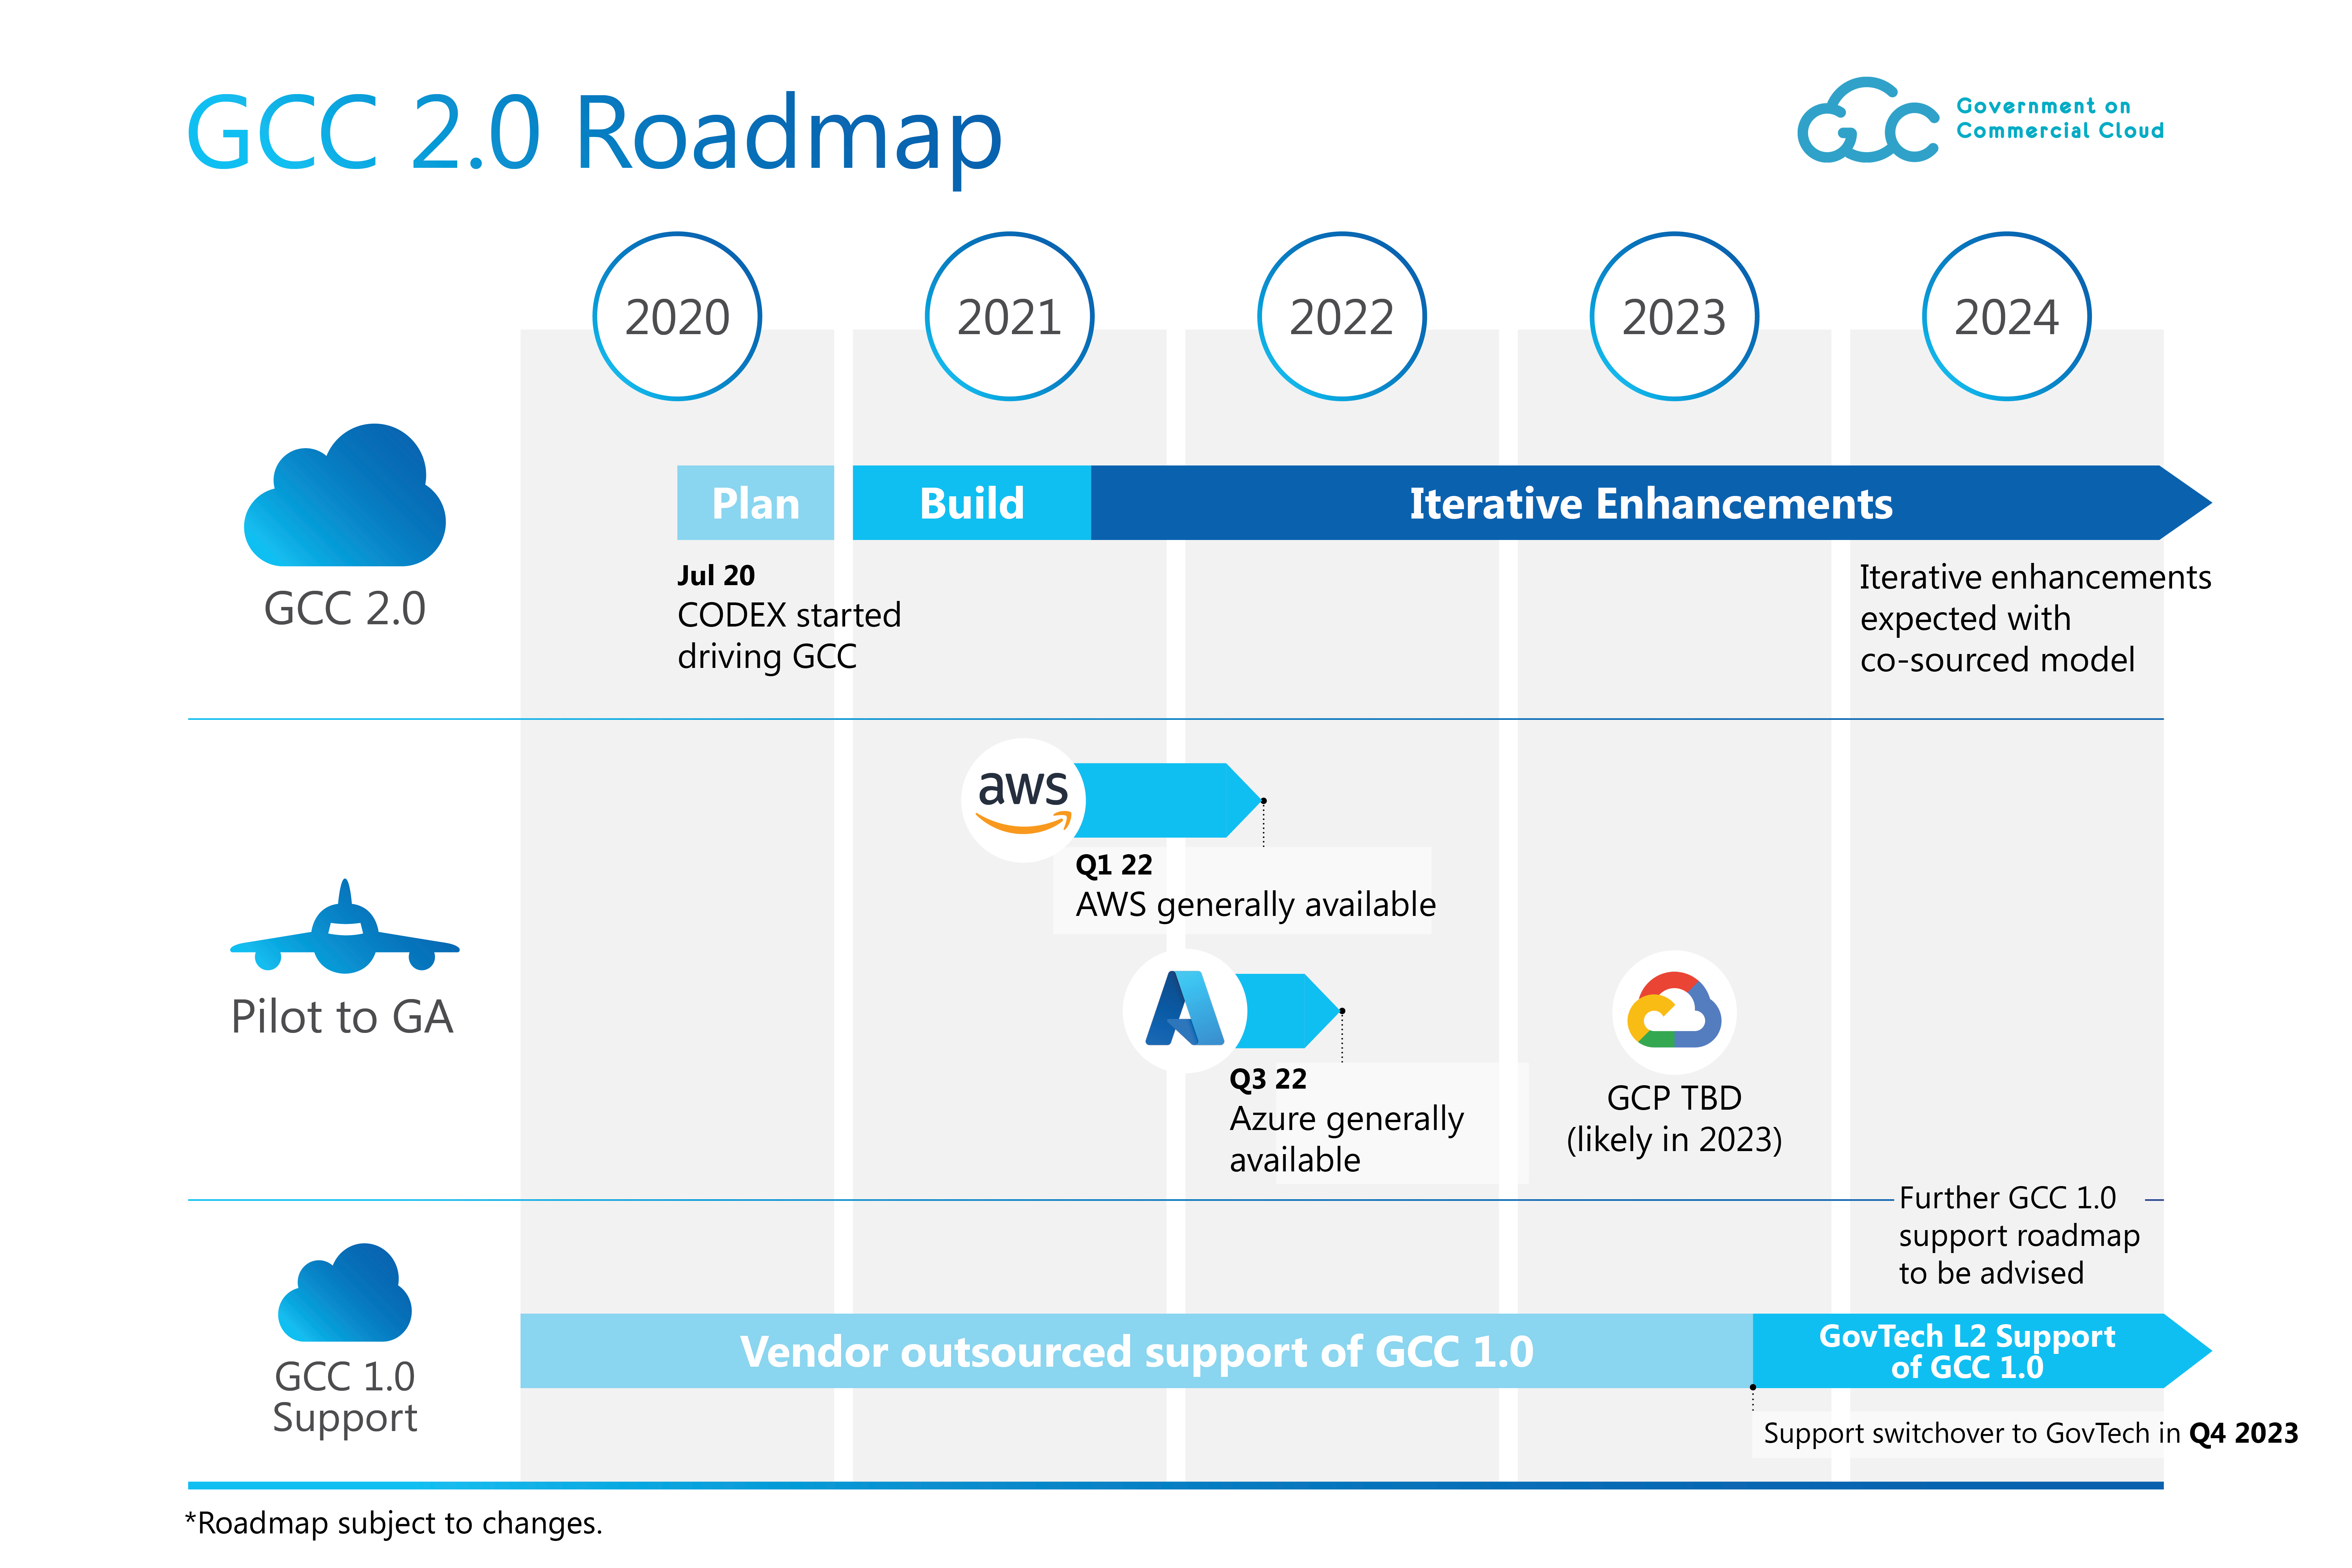 GCC 2.0 Roadmap
GCC
Government on
Commercial Cloud
2020
2021
2022
2023
2024
GCC 2.0
Plan
Build
Iterative Enhancements
Jul 20
CODEX started
driving GCC
Iterative enhancements
expected with
co-sourced model
Pilot to GA
aws
Q1 22
AWS generally available
Q3 22
Azure generally
available
GCP TBD
(likely in 2023)
Further GCC 1.0
support roadmap
to be advised
GCC 1.0
Support
Vendor outsourced support of GCC 1.0
GovTech L2 Support
of GCC 1.0
Support switchover to GovTech in Q4 2023
*Roadmap subject to changes.